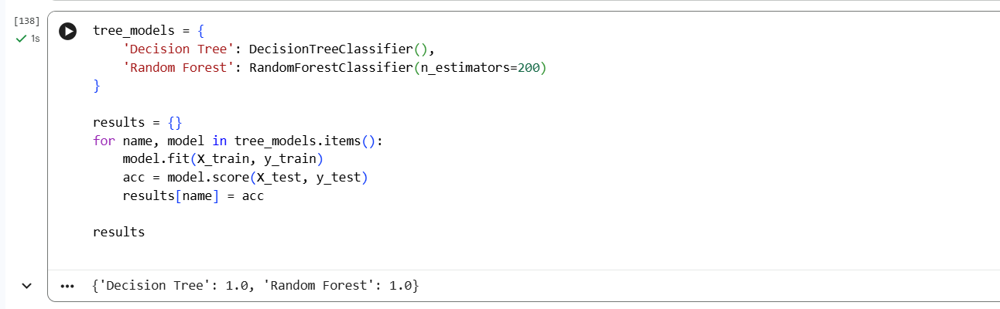 [138]
1s
tree_models = {
    'Decision Tree': DecisionTreeClassifier(),
    'Random Forest': RandomForestClassifier(n_estimators=200)
}
results = {}
for name, model in tree_models.items():
    model.fit(X_train, y_train)
    acc = model.score(X_test, y_test)
    results[name] = acc
results
{'Decision Tree': 1.0, 'Random Forest': 1.0}